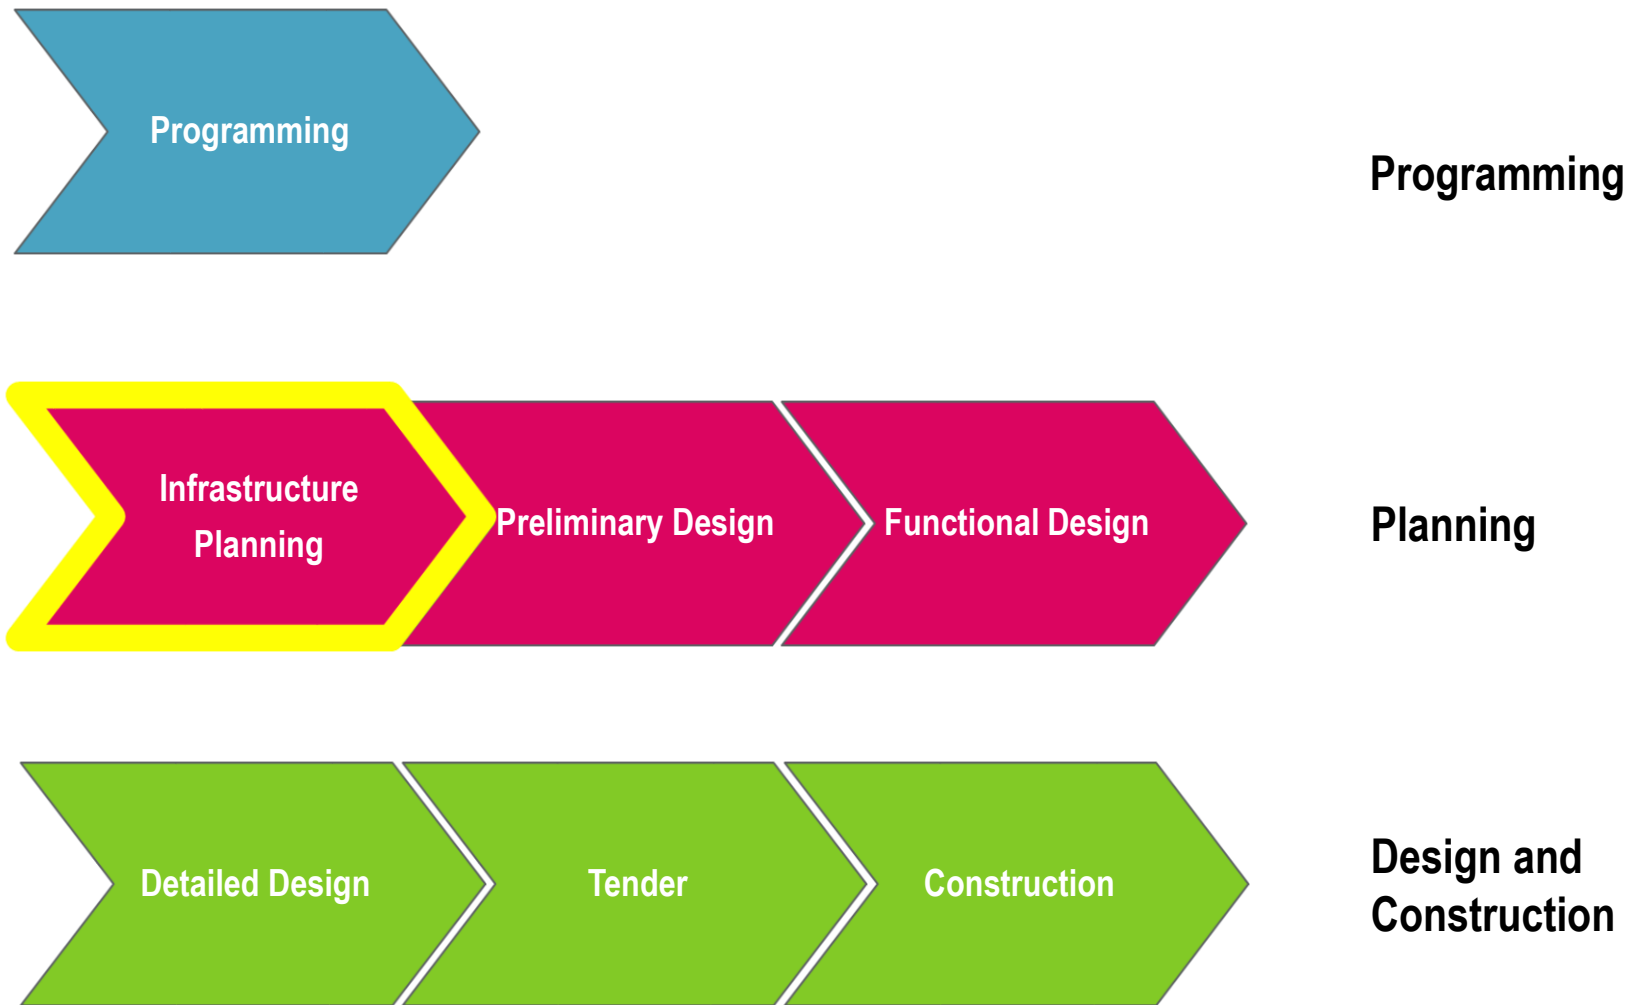 Programming
Programming
Infrastructure
Planning
Preliminary Design
Functional Design
Planning
Detailed Design
Tender
Construction
Design and
Construction